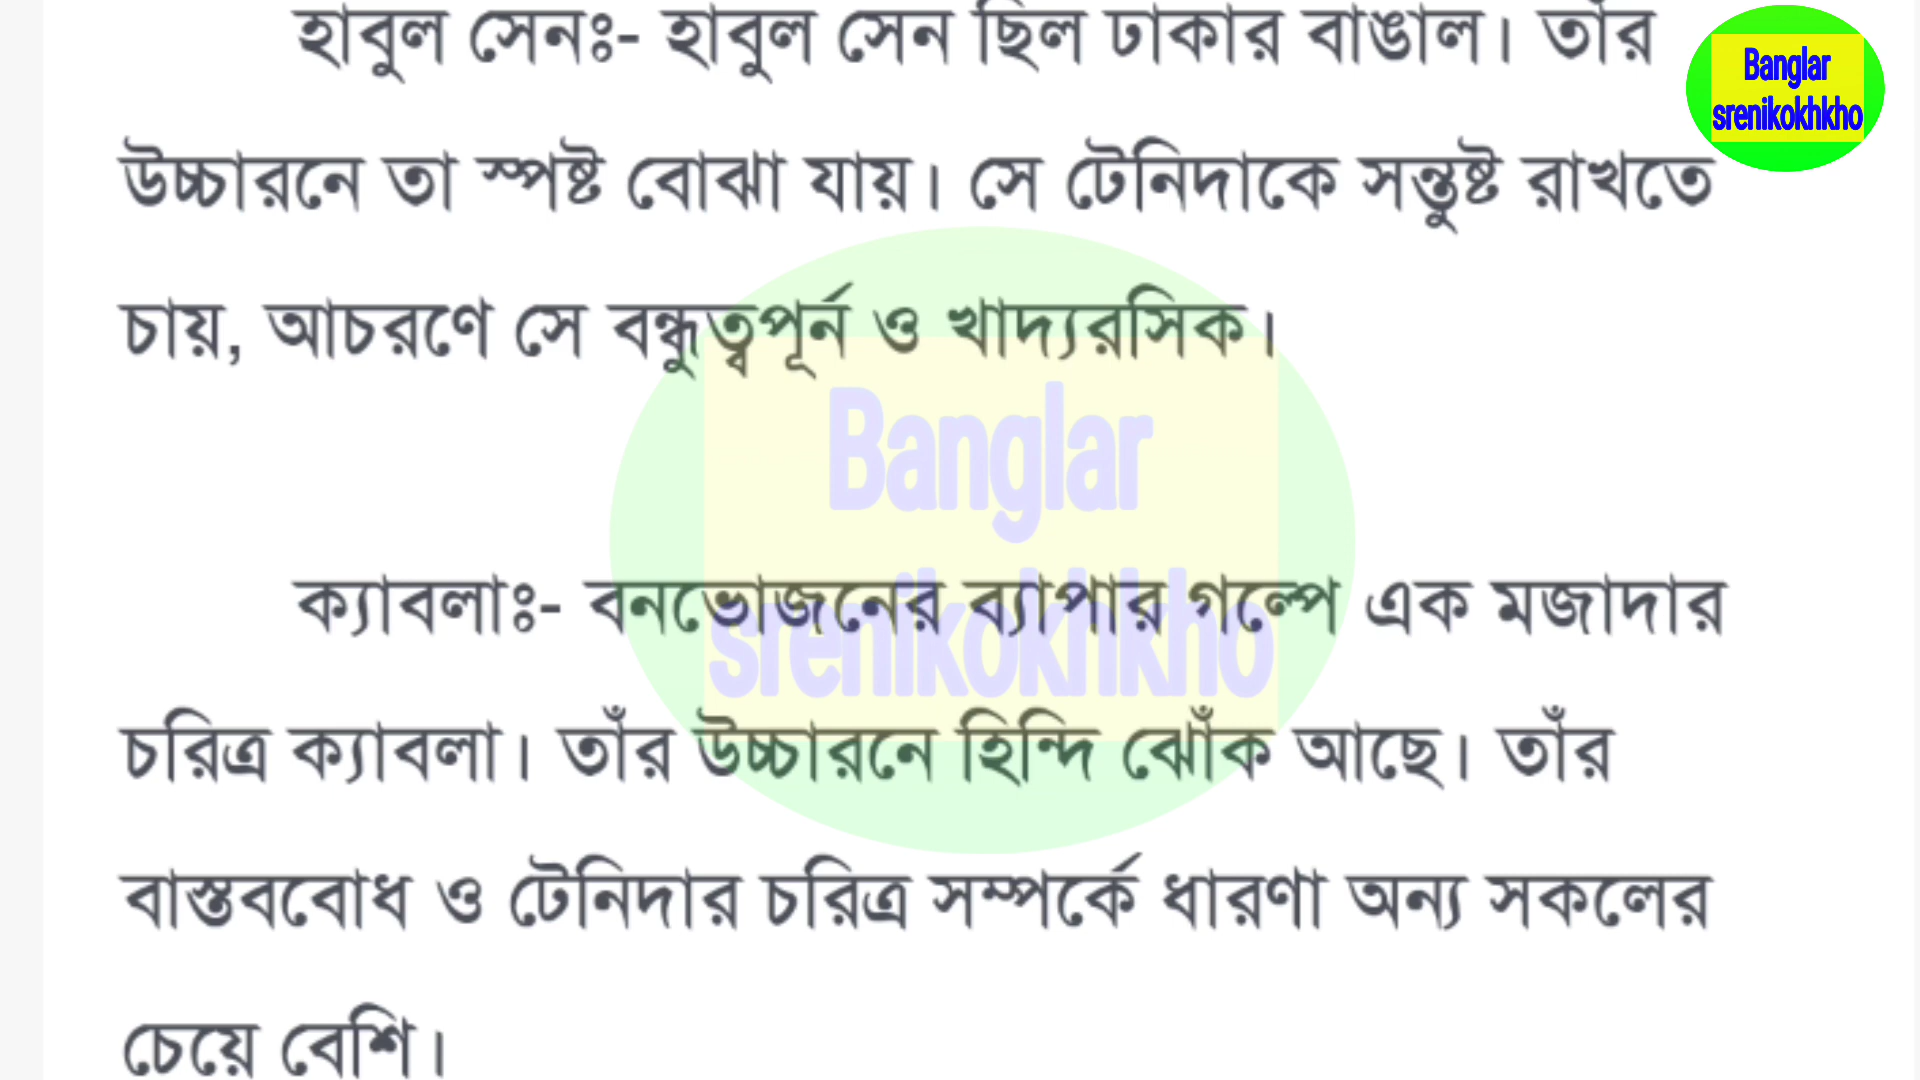 হাবুল সেনঃ- হাবুল সেন ছিল ঢাকার বাঙাল। তাঁর
উচ্চারনে তা স্পষ্ট বোঝা যায়। সে টেনিদাকে সন্তুষ্ট রাখতে
চায়, আচরণে সে বন্ধুত্বপূর্ন ও খাদ্যরসিক।
ক্যাবলাঃ- বনভোজনের ব্যাপার গল্পে এক মজাদার
চরিত্র ক্যাবলা। তাঁর উচ্চারনে হিন্দি ঝোঁক আছে। তাঁর
বাস্তববোধ ও টেনিদার চরিত্র সম্পর্কে ধারণা অন্য সকলের
চেয়ে বেশি।
Banglar
srenikokhkho
Banglar
srenikokhkho